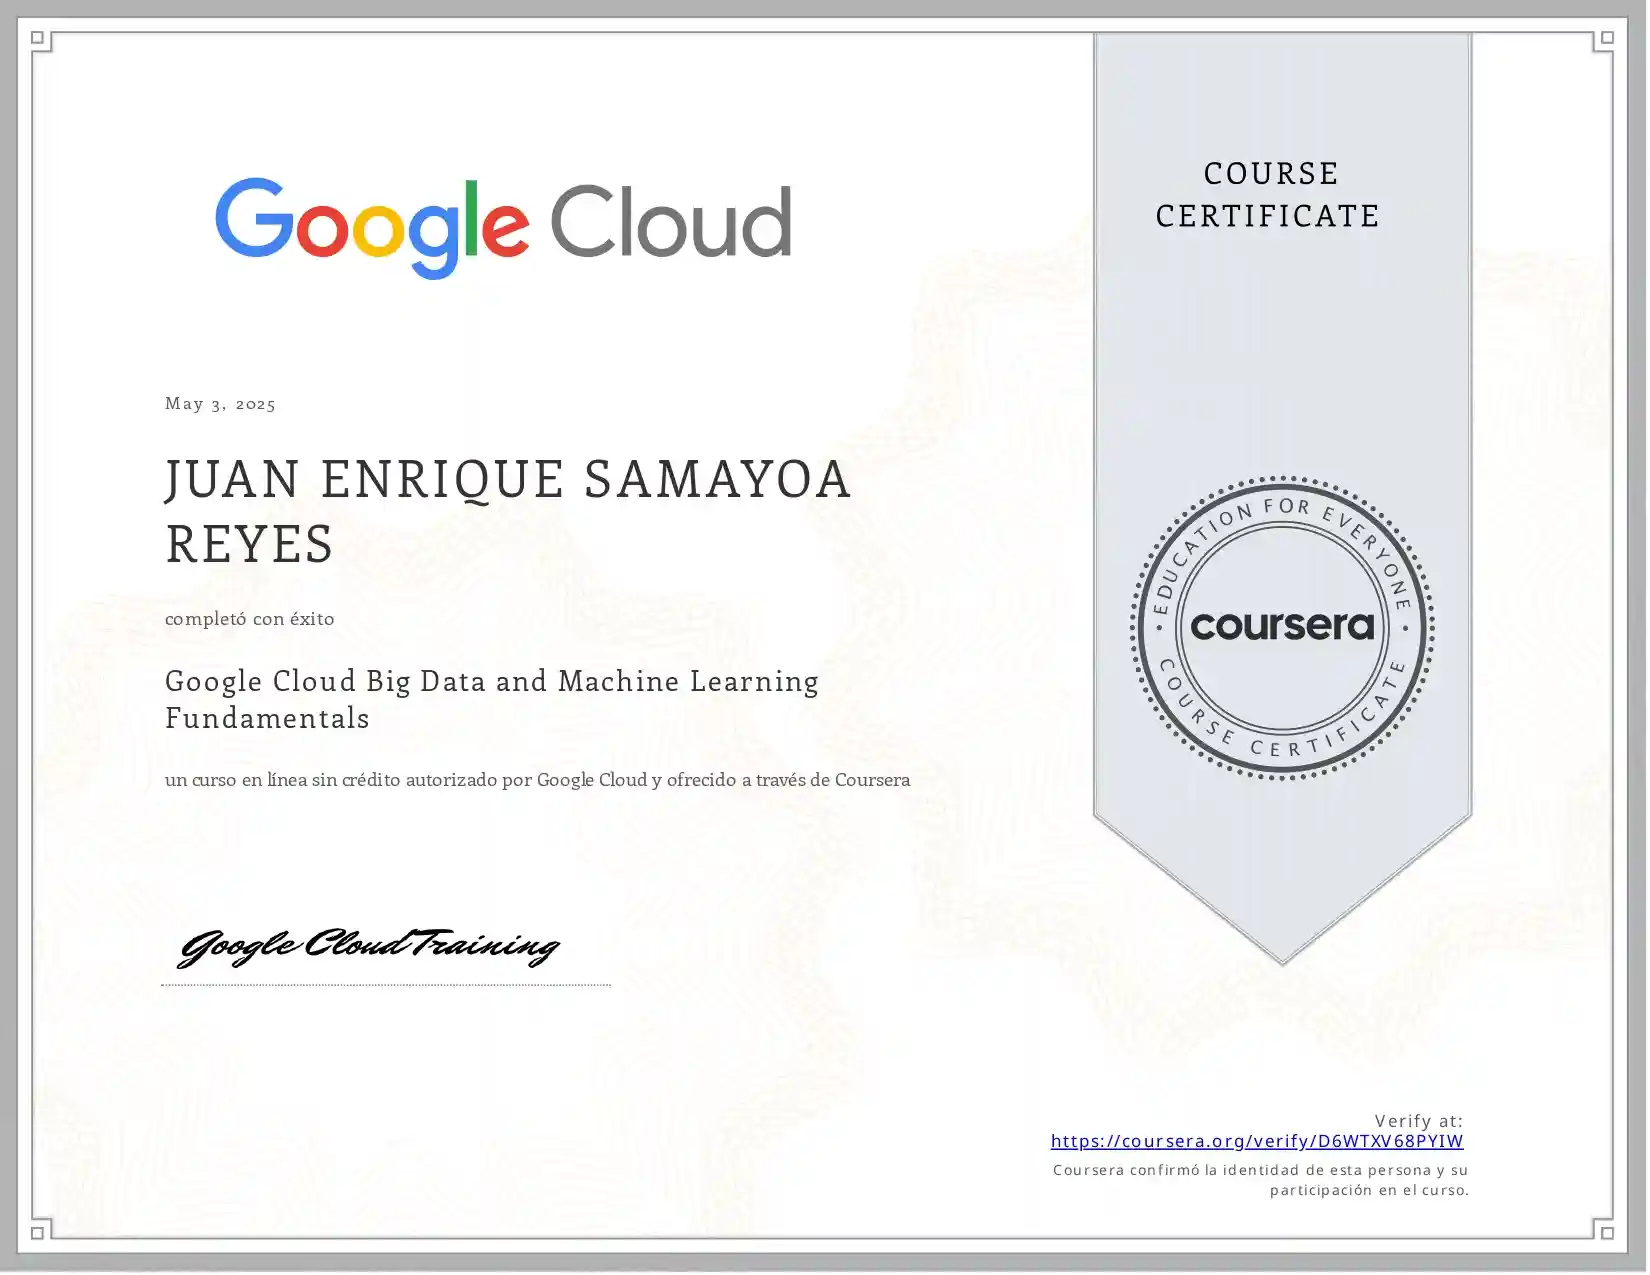 Google Cloud
COURSE
CERTIFICATE
May 3, 2025
JUAN ENRIQUE SAMAYOA
REYES
completó con éxito
Google Cloud Big Data and Machine Learning
Fundamentals
un curso en línea sin crédito autorizado por Google Cloud y ofrecido a través de Coursera
EDUCATION FOR EVERYONE
coursera
COURSE CERTIFICATE
Google Cloud Training
Verify at:
https://coursera.org/verify/D6WTXV68PYIW
Coursera confirmó la identidad de esta persona y su
participación en el curso.